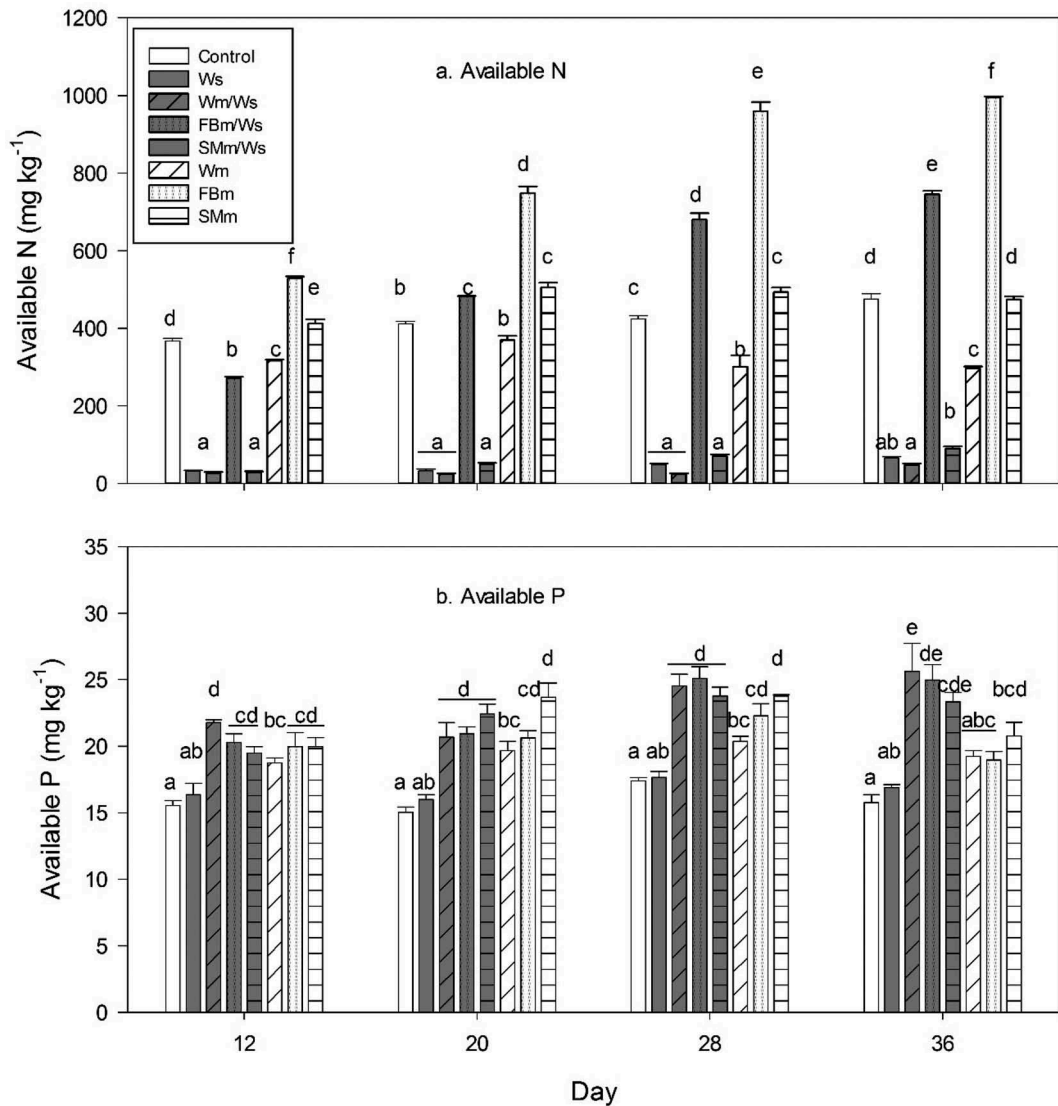 1200
1000
800
600
400
200
0
Available N (mg kg⁻¹)
Control
Ws
Wm/Ws
FBm/Ws
SMm/Ws
Wm
FBm
SMm
a. Available N
d a b a c f e
b a c a b d c
c a d a b e c
d ab a e b c f d
35
30
25
20
15
10
5
0
Available P (mg kg⁻¹)
b. Available P
a ab d cd bc cd
a ab d bc cd d
a ab d bc cd d
a ab e de cde abc bcd
12 20 28 36
Day